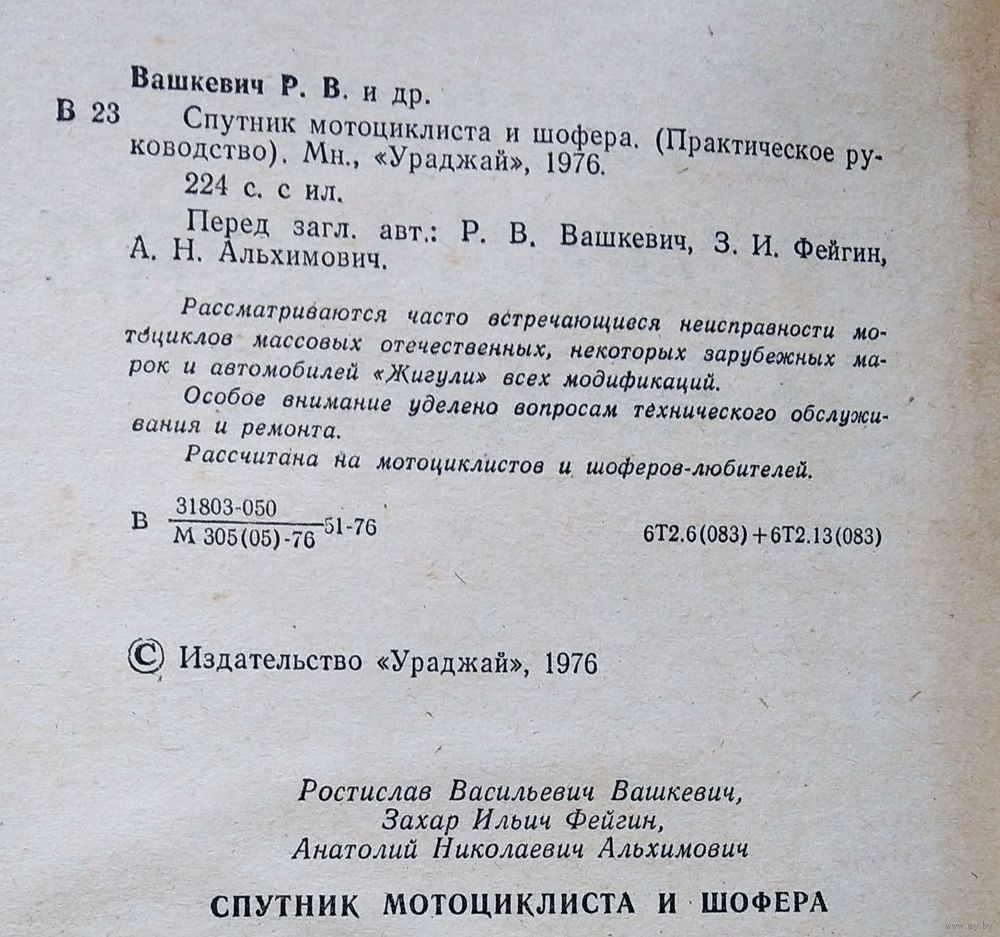 Вашкевич Р. В. и др.
В 23
Спутник мотоциклиста и шофера. (Практическое ру-
ководство). Мн., «Ураджай», 1976.
224 с. с ил.
Перед загл. авт.: Р. В. Вашкевич, З. И. Фейгин,
А. Н. Альхимович.
Рассматриваются часто встречающиеся неисправности мо-
тоциклов массовых отечественных, некоторых зарубежных ма-
рок и автомобилей «Жигули» всех модификаций.
Особое внимание уделено вопросам технического обслужи-
вания и ремонта.
Рассчитана на мотоциклистов и шоферов-любителей.
В 31803-050
М 305(05)-76 51-76 6Т2.6(083)+6Т2.13(083)
© Издательство «Ураджай», 1976
Ростислав Васильевич Вашкевич,
Захар Ильич Фейгин,
Анатолий Николаевич Альхимович
СПУТНИК МОТОЦИКЛИСТА И ШОФЕРА
www.ay.by